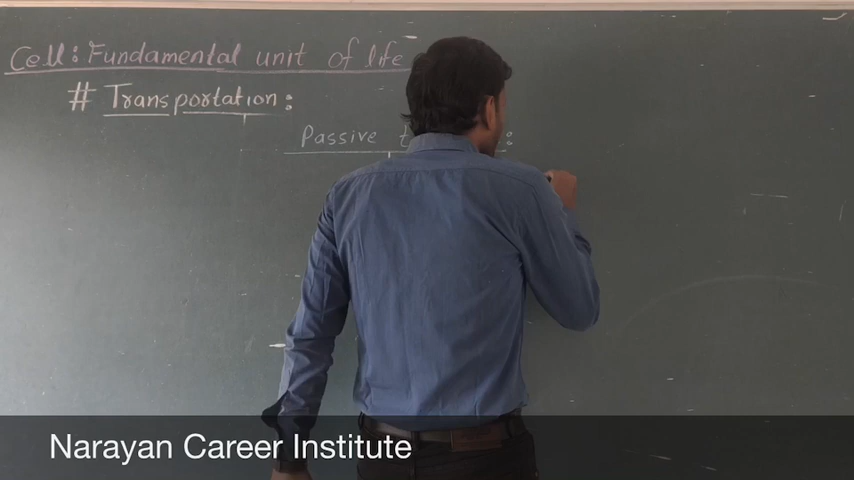 Cell: Fundamental unit of life
# Transportation:
Passive t :
Narayan Career Institute